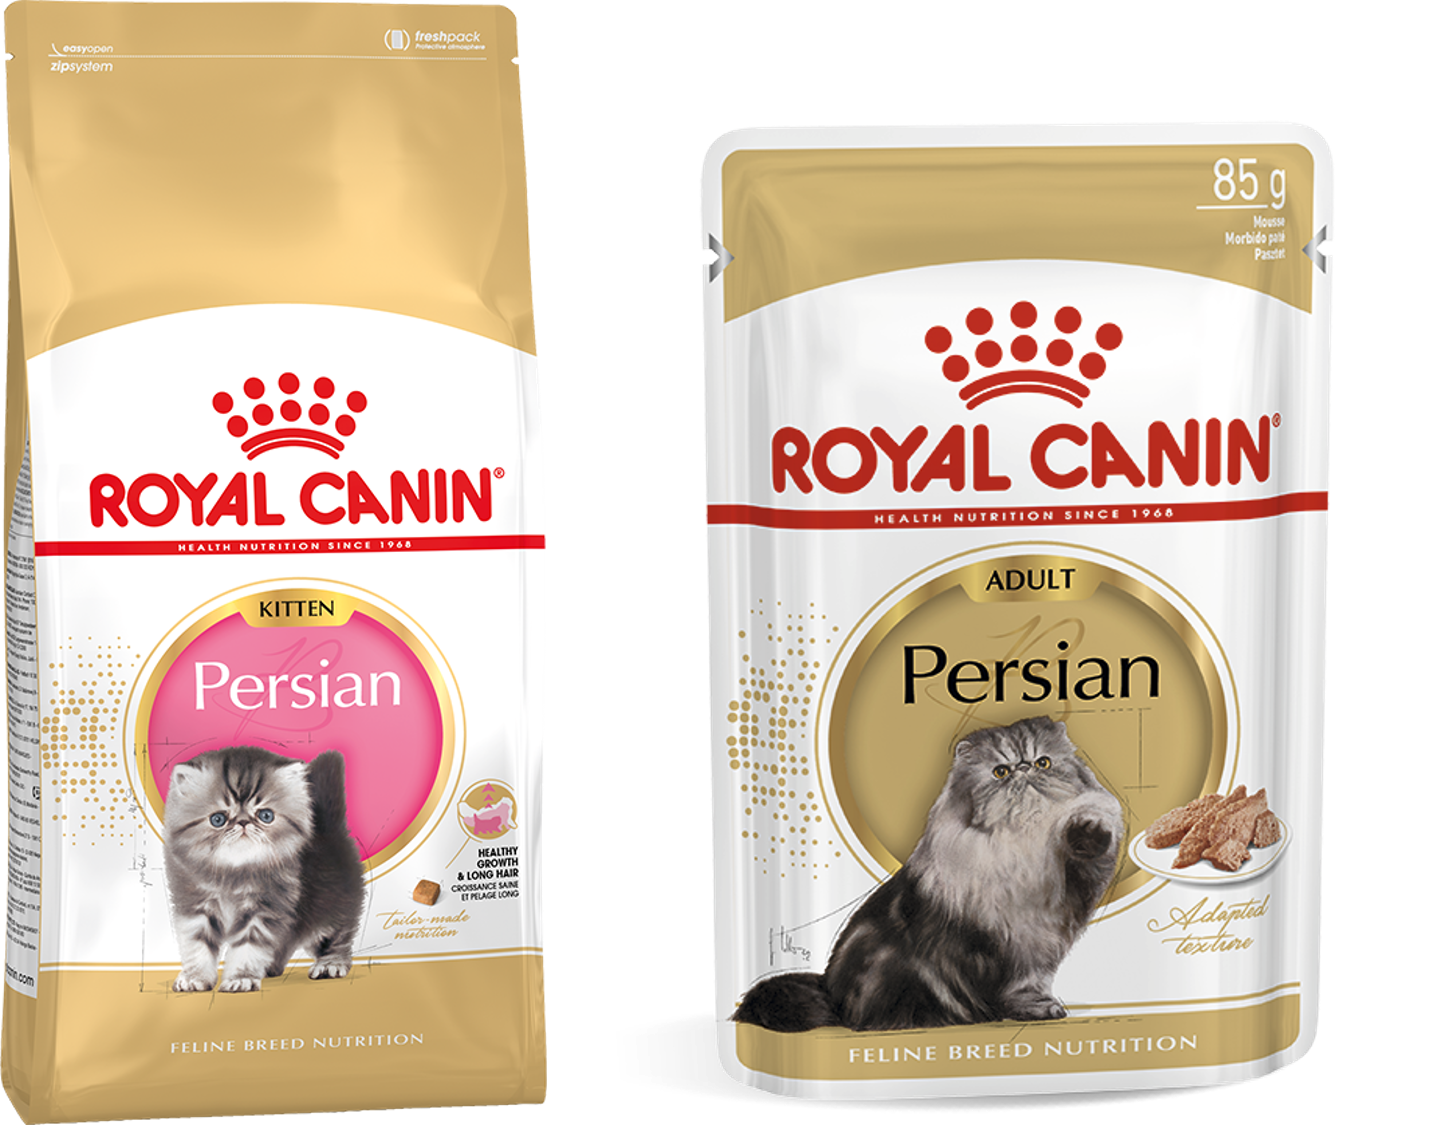 easyopen
zipsystem
freshpack
Protective atmosphere
ROYAL CANIN®
HEALTH NUTRITION SINCE 1968
KITTEN
Persian
HEALTHY
GROWTH
& LONG HAIR
CROISSANCE SAINE
ET PELAGE LONG
Tailor-made
nutrition
FELINE BREED NUTRITION
85 g
Mousse
Morbido paté
Pasztet
ROYAL CANIN®
HEALTH NUTRITION SINCE 1968
ADULT
Persian
Adapted
texture
FELINE BREED NUTRITION